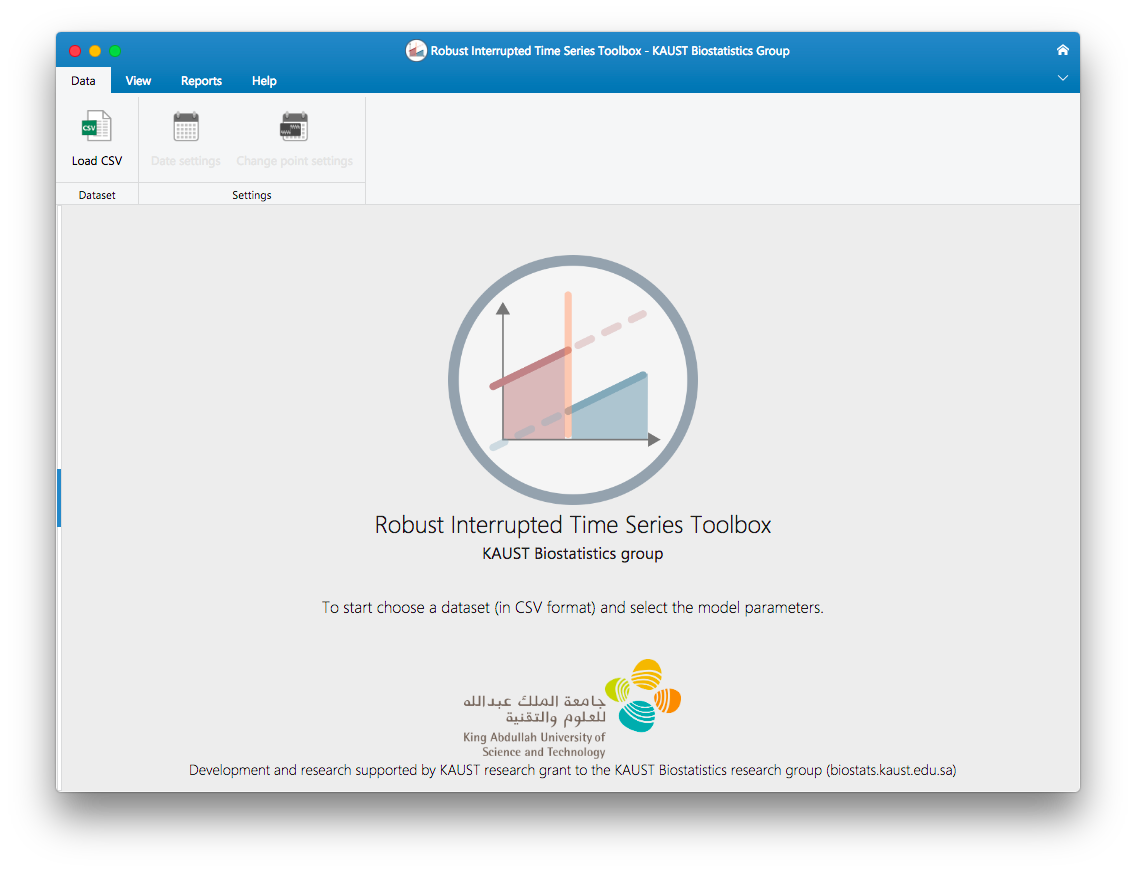 Robust Interrupted Time Series Toolbox - KAUST Biostatistics Group
Data View Reports Help
CSV
Load CSV Date settings Change point settings
Dataset Settings
Robust Interrupted Time Series Toolbox
KAUST Biostatistics group
To start choose a dataset (in CSV format) and select the model parameters.
جامعة الملك عبدالله
للعلوم والتقنية
King Abdullah University of
Science and Technology
Development and research supported by KAUST research grant to the KAUST Biostatistics research group (biostats.kaust.edu.sa)